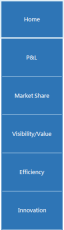 Home
P&L
Market Share
Visibility/Value
Efficiency
Innovation